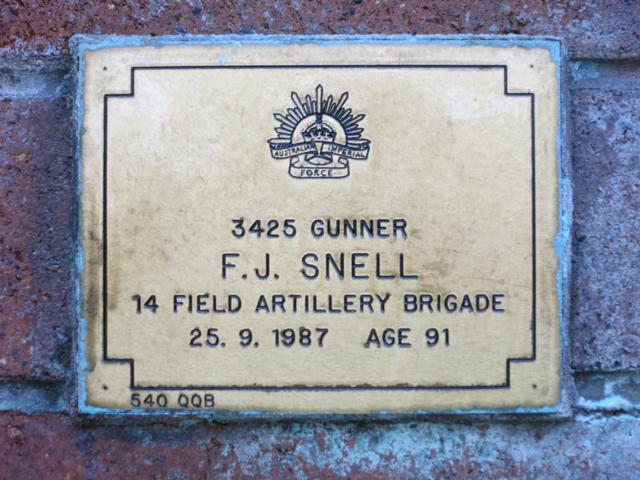 AUSTRALIAN IMPERIAL
FORCE
3425 GUNNER
F.J. SNELL
14 FIELD ARTILLERY BRIGADE
25. 9. 1987 AGE 91
540 QQB